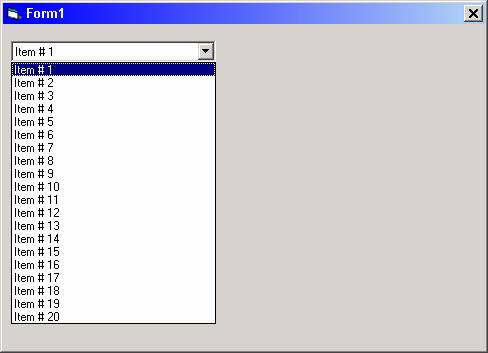 Form1
Item # 1
Item # 1
Item # 2
Item # 3
Item # 4
Item # 5
Item # 6
Item # 7
Item # 8
Item # 9
Item # 10
Item # 11
Item # 12
Item # 13
Item # 14
Item # 15
Item # 16
Item # 17
Item # 18
Item # 19
Item # 20